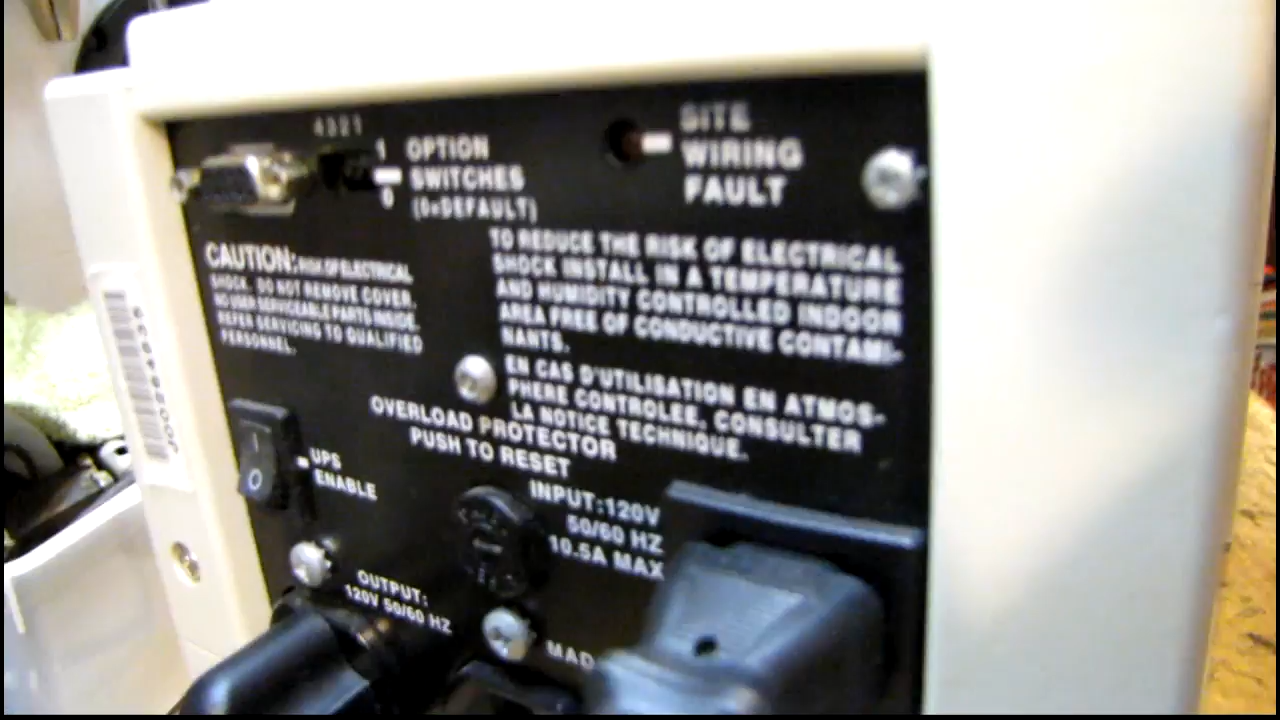 4321
1
0
OPTION
SWITCHES
(0=DEFAULT)
SITE
WIRING
FAULT
CAUTION: RISK OF ELECTRICAL
SHOCK. DO NOT REMOVE COVER.
NO USER SERVICEABLE PARTS INSIDE.
REFER SERVICING TO QUALIFIED
PERSONNEL.
TO REDUCE THE RISK OF ELECTRICAL
SHOCK INSTALL IN A TEMPERATURE
AND HUMIDITY CONTROLLED INDOOR
AREA FREE OF CONDUCTIVE CONTAMI-
NANTS.
EN CAS D'UTILISATION EN ATMOS-
PHERE CONTROLEE, CONSULTER
LA NOTICE TECHNIQUE.
OVERLOAD PROTECTOR
PUSH TO RESET
I
O
UPS
ENABLE
INPUT:120V
50/60 HZ
10.5A MAX
OUTPUT:
120V 50/60 HZ
MAD